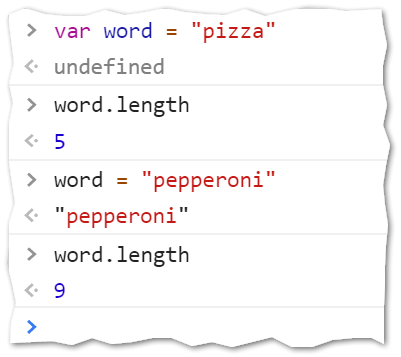 > var word = "pizza"
< undefined
> word.length
< 5
> word = "pepperoni"
< "pepperoni"
> word.length
< 9
>